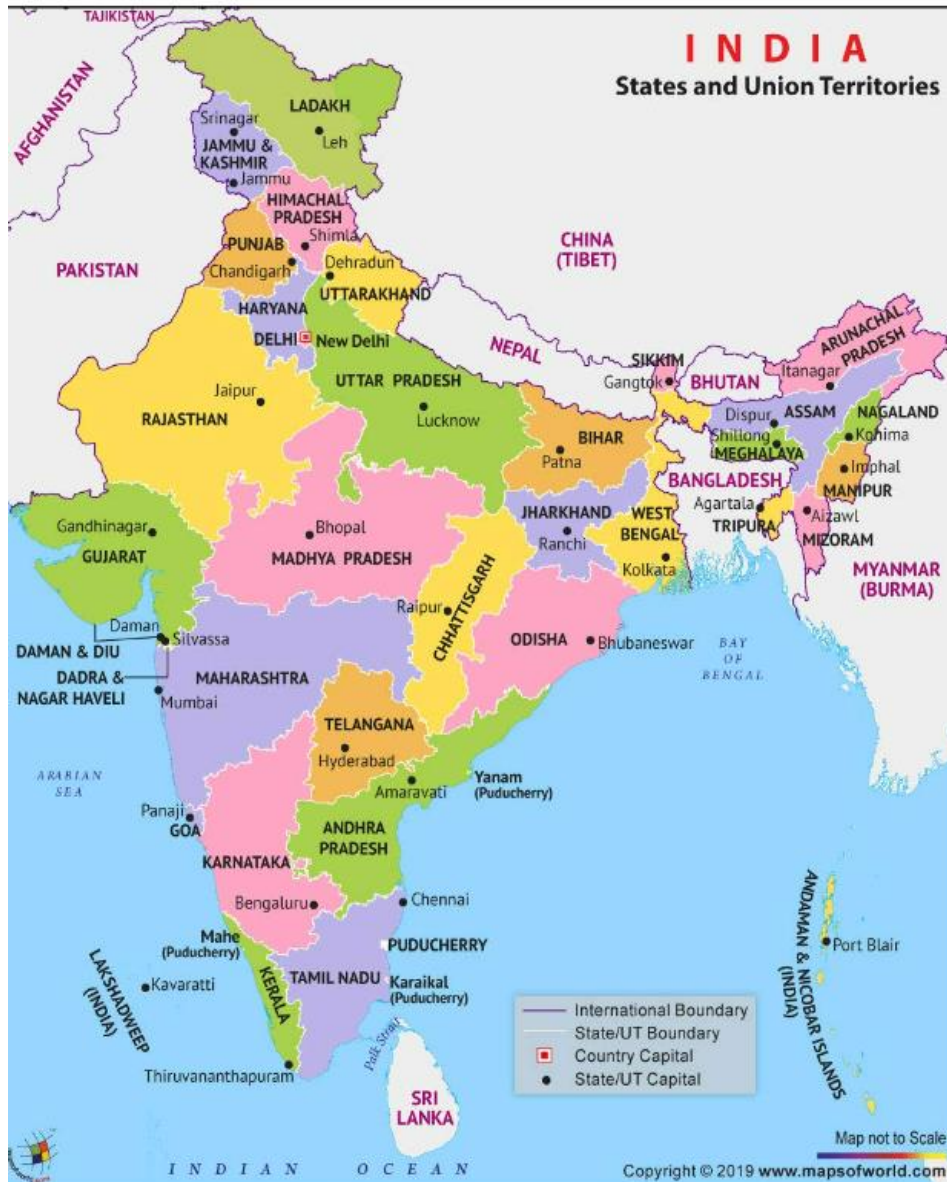 TAJIKISTAN
INDIA
States and Union Territories
AFGHANISTAN
LADAKH
Srinagar
Leh
JAMMU &
KASHMIR
Jammu
HIMACHAL
PRADESH
Shimla
PUNJAB
Chandigarh
Dehradun
UTTARAKHAND
CHINA
(TIBET)
PAKISTAN
HARYANA
DELHI
New Delhi
NEPAL
SIKKIM
Gangtok
BHUTAN
ARUNACHAL
PRADESH
Itanagar
Jaipur
RAJASTHAN
UTTAR PRADESH
Lucknow
BIHAR
Patna
Dispur
ASSAM
NAGALAND
Shillong
MEGHALAYA
Kohima
BANGLADESH
Imphal
MANIPUR
Agartala
TRIPURA
Aizawl
MIZORAM
MYANMAR
(BURMA)
Gandhinagar
GUJARAT
Bhopal
MADHYA PRADESH
JHARKHAND
Ranchi
WEST
BENGAL
Kolkata
CHHATTISGARH
Raipur
ODISHA
Bhubaneswar
BAY
OF
BENGAL
Daman
Silvassa
DAMAN & DIU
DADRA &
NAGAR HAVELI
MAHARASHTRA
Mumbai
TELANGANA
Hyderabad
ARABIAN
SEA
Amaravati
Yanam
(Puducherry)
Panaji
GOA
ANDHRA
PRADESH
KARNATAKA
Bengaluru
Chennai
Mahe
(Puducherry)
PUDUCHERRY
KERALA
TAMIL NADU
Karaikal
(Puducherry)
LAKSHADWEEP
(INDIA)
Kavaratti
ANDAMAN & NICOBAR ISLANDS
(INDIA)
Port Blair
Palk Strait
Thiruvananthapuram
SRI
LANKA
International Boundary
State/UT Boundary
Country Capital
State/UT Capital
INDIAN OCEAN
Map not to Scale
Copyright © 2019 www.mapsofworld.com